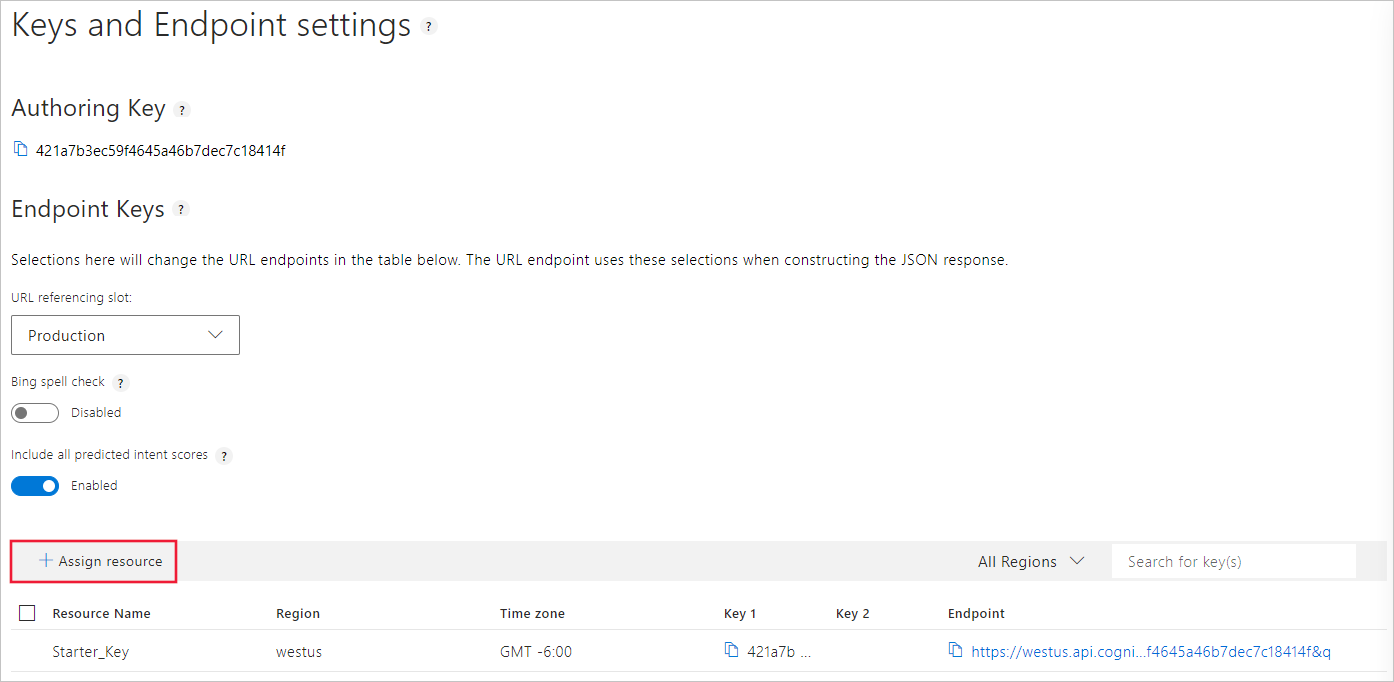 Keys and Endpoint settings ?
Authoring Key ?
421a7b3ec59f4645a46b7dec7c18414f
Endpoint Keys ?
Selections here will change the URL endpoints in the table below. The URL endpoint uses these selections when constructing the JSON response.
URL referencing slot:
Production
Bing spell check ?
Disabled
Include all predicted intent scores ?
Enabled
+ Assign resource All Regions Search for key(s)
Resource Name Region Time zone Key 1 Key 2 Endpoint
Starter_Key westus GMT -6:00 421a7b ... https://westus.api.cogni...f4645a46b7dec7c18414f&q